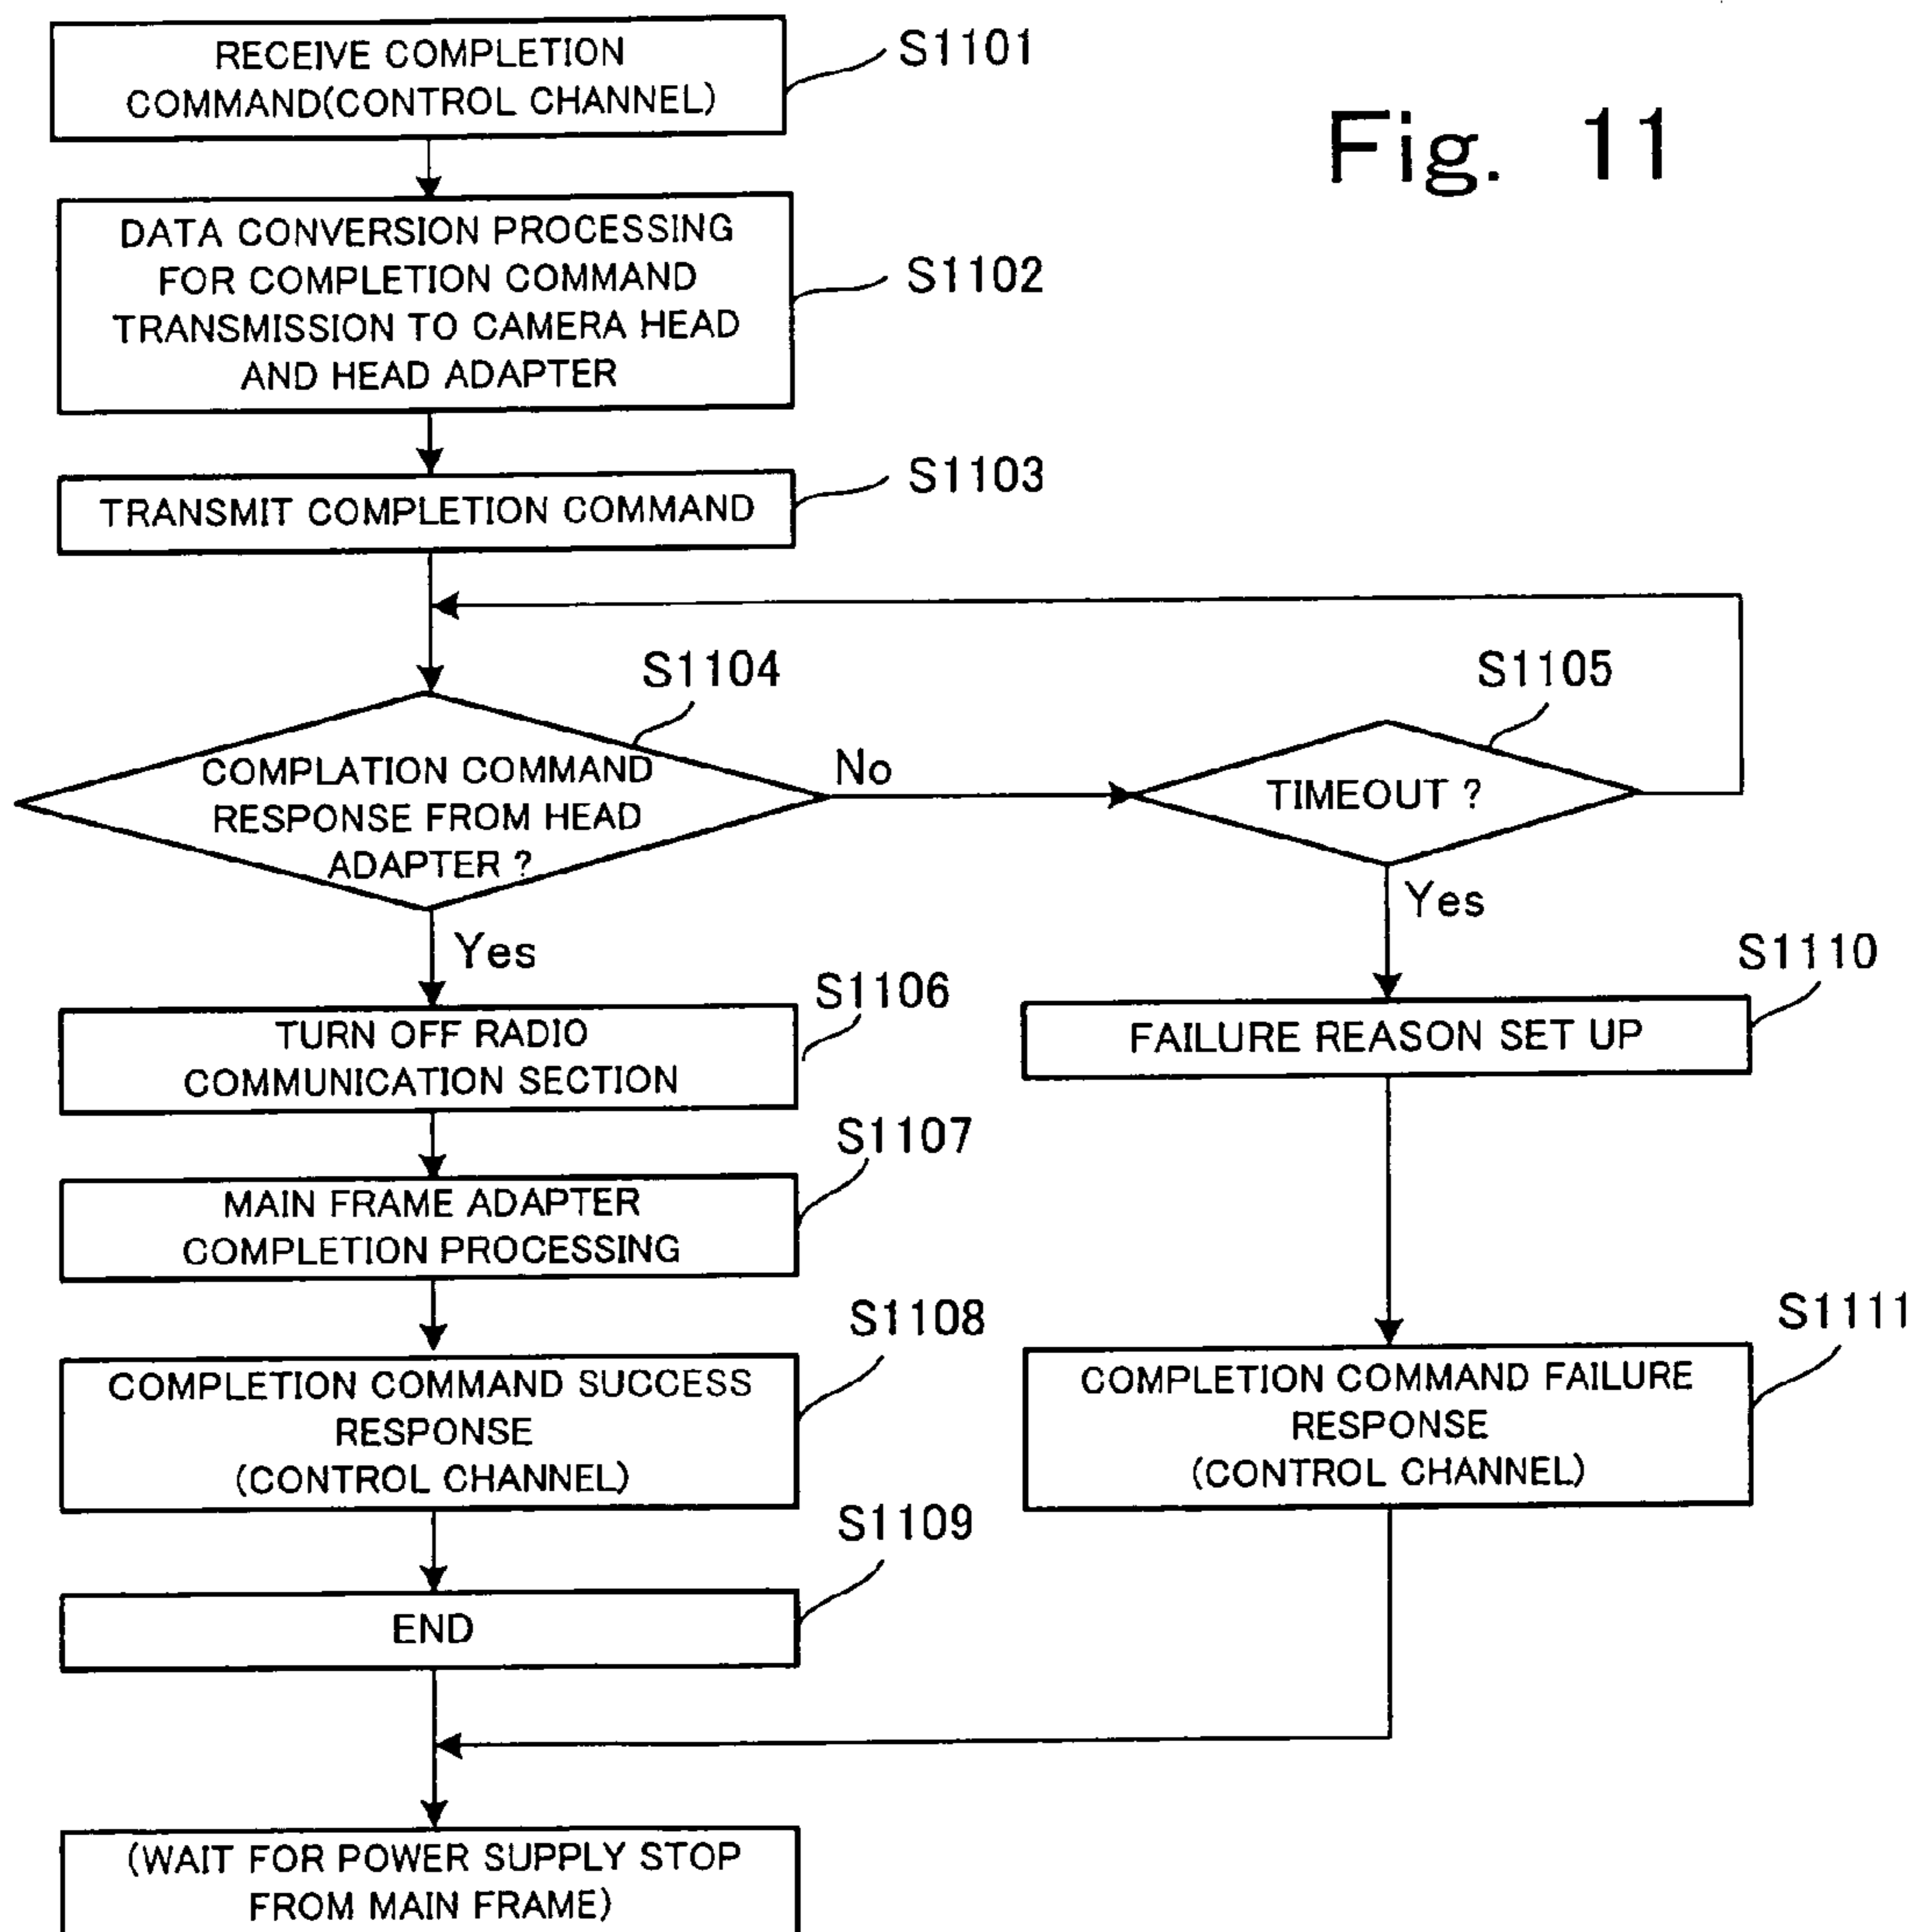 RECEIVE COMPLETION
COMMAND(CONTROL CHANNEL)
S1101
Fig. 11
DATA CONVERSION PROCESSING
FOR COMPLETION COMMAND
TRANSMISSION TO CAMERA HEAD
AND HEAD ADAPTER
S1102
TRANSMIT COMPLETION COMMAND
S1103
S1104
COMPLATION COMMAND
RESPONSE FROM HEAD
ADAPTER ?
No
S1105
TIMEOUT ?
Yes
Yes
S1106
TURN OFF RADIO
COMMUNICATION SECTION
S1110
FAILURE REASON SET UP
S1107
MAIN FRAME ADAPTER
COMPLETION PROCESSING
S1108
COMPLETION COMMAND SUCCESS
RESPONSE
(CONTROL CHANNEL)
S1111
COMPLETION COMMAND FAILURE
RESPONSE
(CONTROL CHANNEL)
S1109
END
(WAIT FOR POWER SUPPLY STOP
FROM MAIN FRAME)